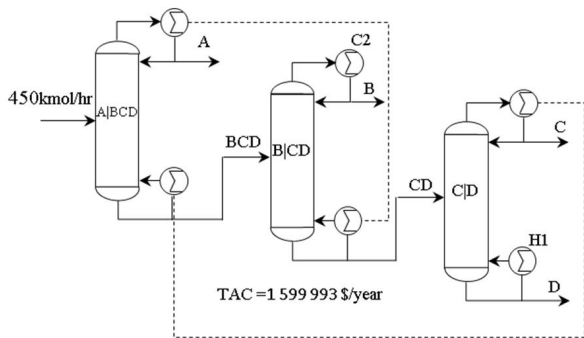 A
C2
450kmol/hr
A|BCD
B
BCD
B|CD
C
CD
C|D
H1
D
TAC =1 599 993 $/year